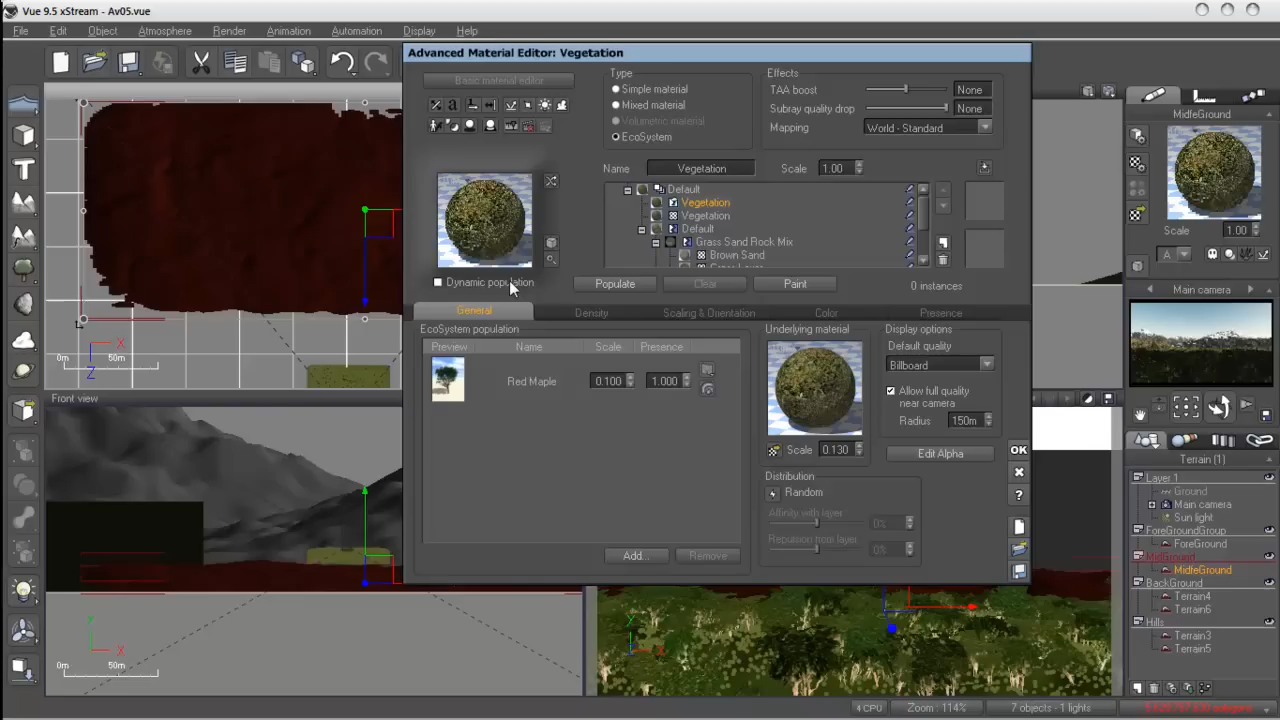 Vue 9.5 xStream - Av05.vue
File Edit Object Atmosphere Render Animation Automation Display Help
Advanced Material Editor: Vegetation
Basic material editor
Type
Simple material
Mixed material
Volumetric material
EcoSystem
Effects
TAA boost None
Subray quality drop None
Mapping World - Standard
Name Vegetation Scale 1.00
Default
Vegetation
Vegetation
Default
Grass Sand Rock Mix
Brown Sand
Dynamic population
Populate Clear Paint 0 instances
General Density Scaling & Orientation Color Presence
EcoSystem population
Preview Name Scale Presence
Red Maple 0.100 1.000
Add... Remove
Underlying material
Scale 0.130
Distribution
Random
Affinity with layer 0%
Repulsion from layer 0%
Display options
Default quality
Billboard
Allow full quality
near camera
Radius 150m
Edit Alpha
OK
MidfeGround
Scale 1.00
A
Main camera
Terrain (1)
Layer 1
Ground
Main camera
Sun light
ForeGroundGroup
ForeGround
MidGround
MidfeGround
BackGround
Terrain4
Terrain6
Hills
Terrain3
Terrain5
X
Z
0m 50m
Front view
Y
X
0m 50m
Y
X
4 CPU Zoom : 114% 7 objects - 1 lights